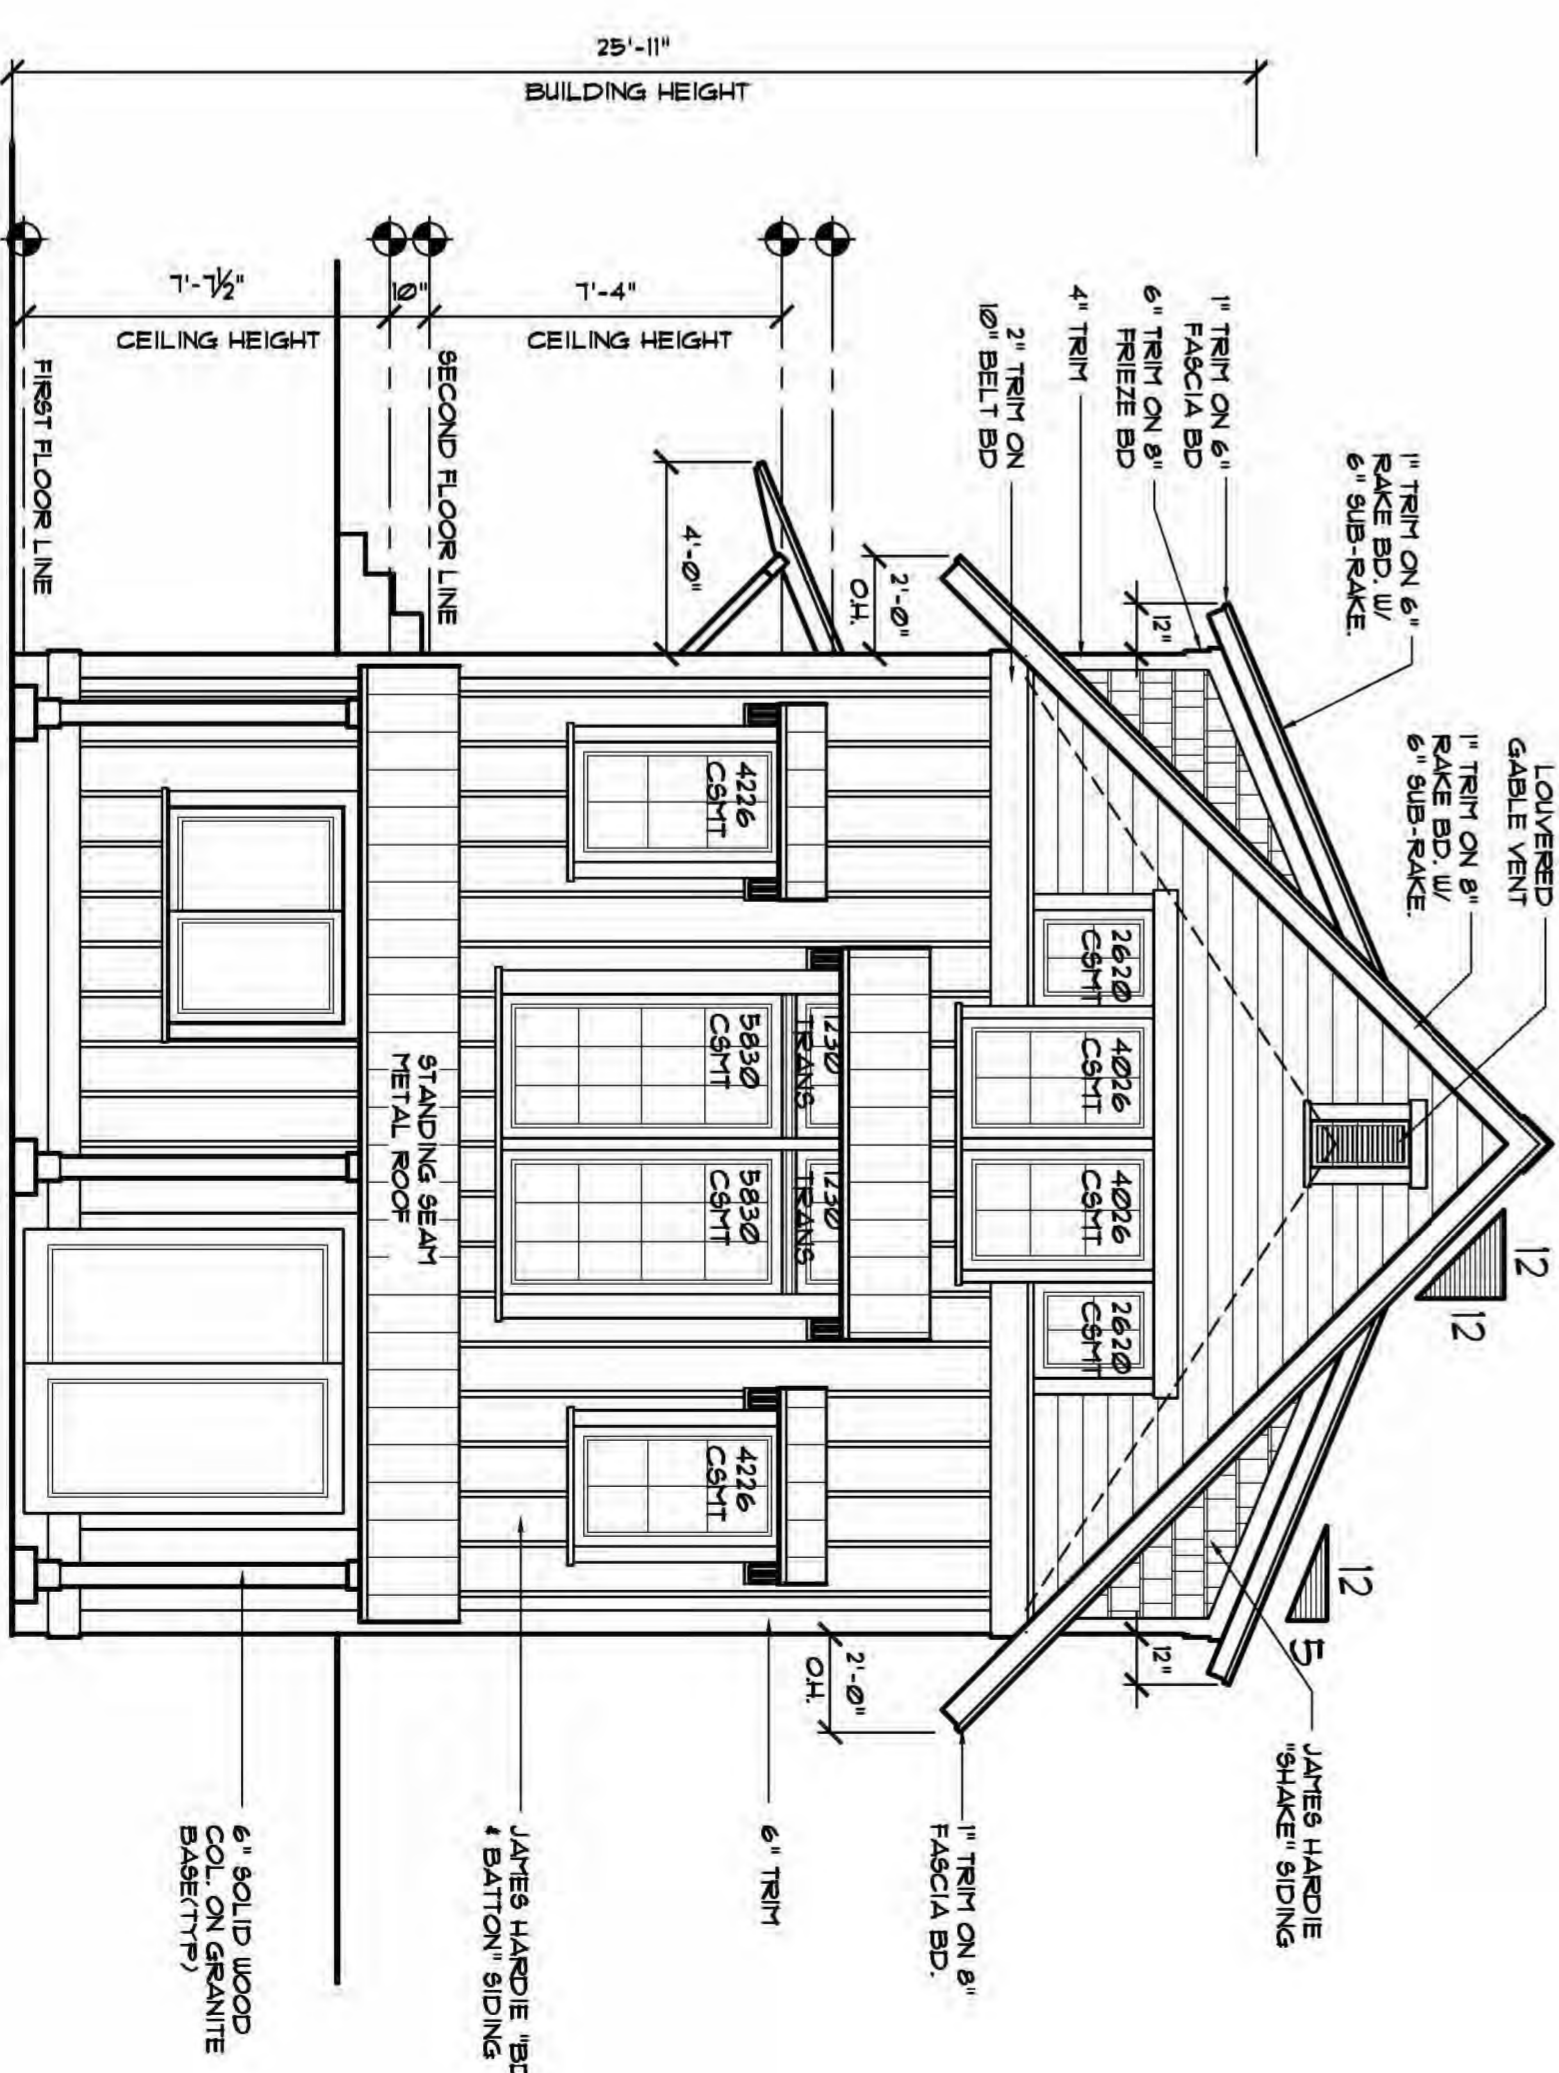 LOUVERED
GABLE VENT
1" TRIM ON 8"
RAKE BD. W/
6" SUB-RAKE.
1" TRIM ON 6"
RAKE BD. W/
6" SUB-RAKE.
1" TRIM ON 6"
FASCIA BD
6" TRIM ON 8"
FRIEZE BD
4" TRIM
2" TRIM ON
10" BELT BD
12
12
12
5
JAMES HARDIE
"SHAKE" SIDING
12"
12"
2'-0"
O.H.
2'-0"
O.H.
4'-0"
1" TRIM ON 8"
FASCIA BD.
6" TRIM
JAMES HARDIE "BD
& BATTON" SIDING
6" SOLID WOOD
COL. ON GRANITE
BASE(TYP)
2620
CSMT
4026
CSMT
4026
CSMT
2620
CSMT
4226
CSMT
1230
TRANS
1230
TRANS
5830
CSMT
5830
CSMT
4226
CSMT
STANDING SEAM
METAL ROOF
25'-11"
BUILDING HEIGHT
7'-4"
CEILING HEIGHT
SECOND FLOOR LINE
10"
7'-7½"
CEILING HEIGHT
FIRST FLOOR LINE